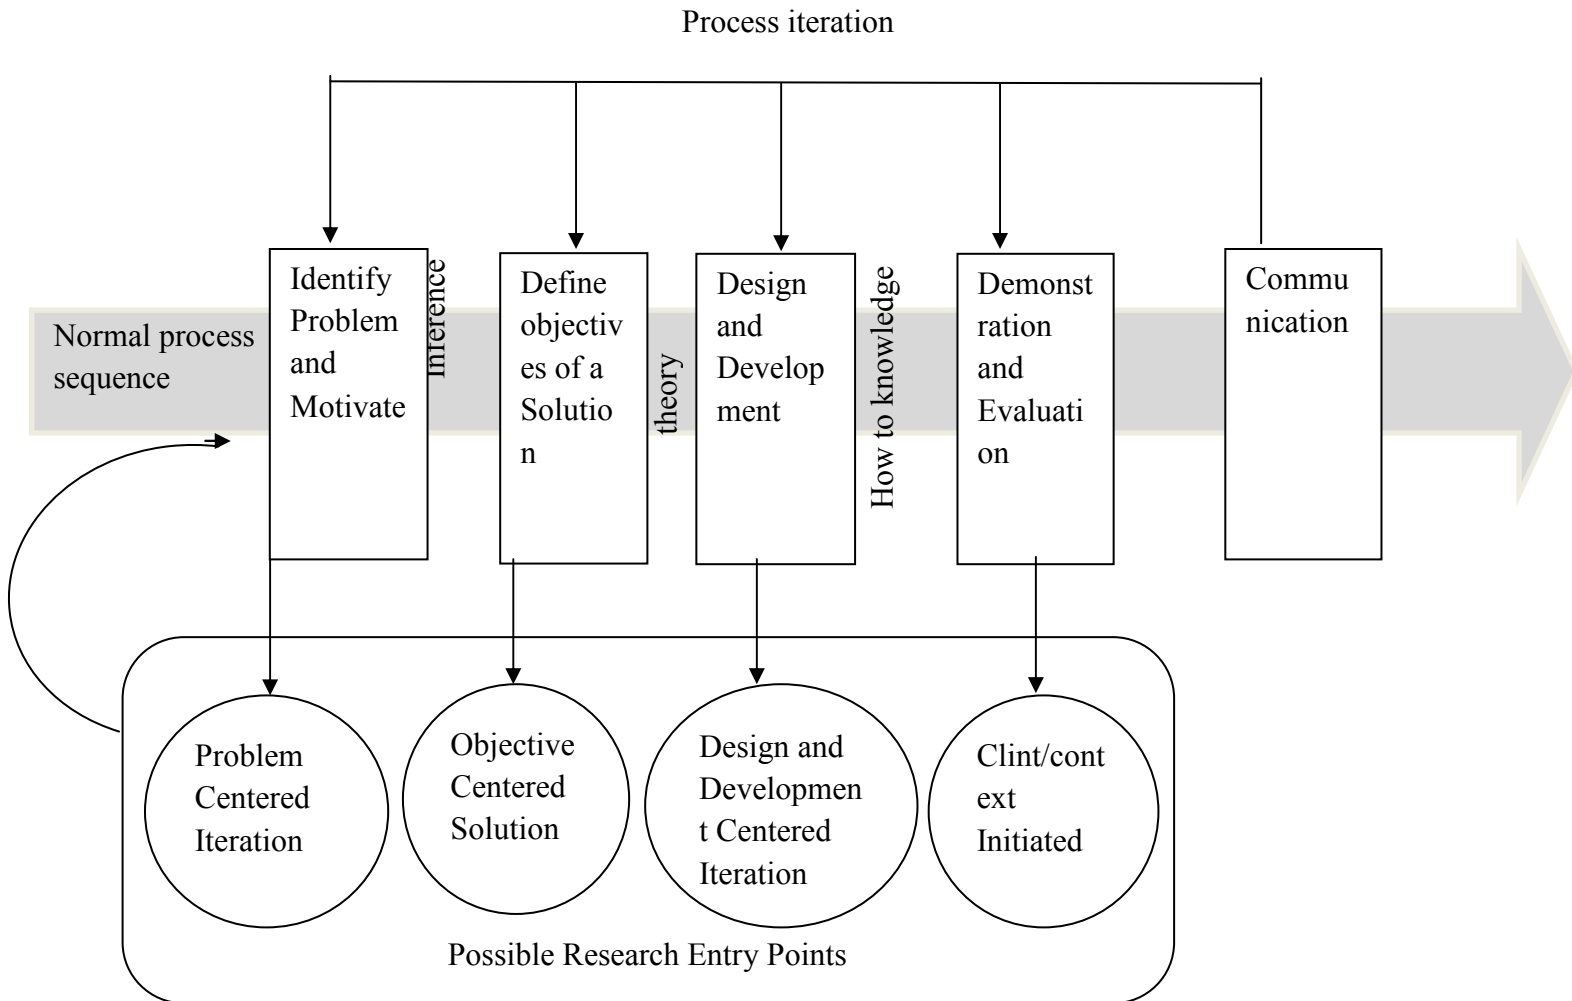 Process iteration
Normal process
sequence
Identify
Problem
and
Motivate
Inference
Define
objectiv
es of a
Solutio
n
theory
Design
and
Develop
ment
How to knowledge
Demonst
ration
and
Evaluati
on
Commu
nication
Problem
Centered
Iteration
Objective
Centered
Solution
Design and
Developmen
t Centered
Iteration
Clint/cont
ext
Initiated
Possible Research Entry Points